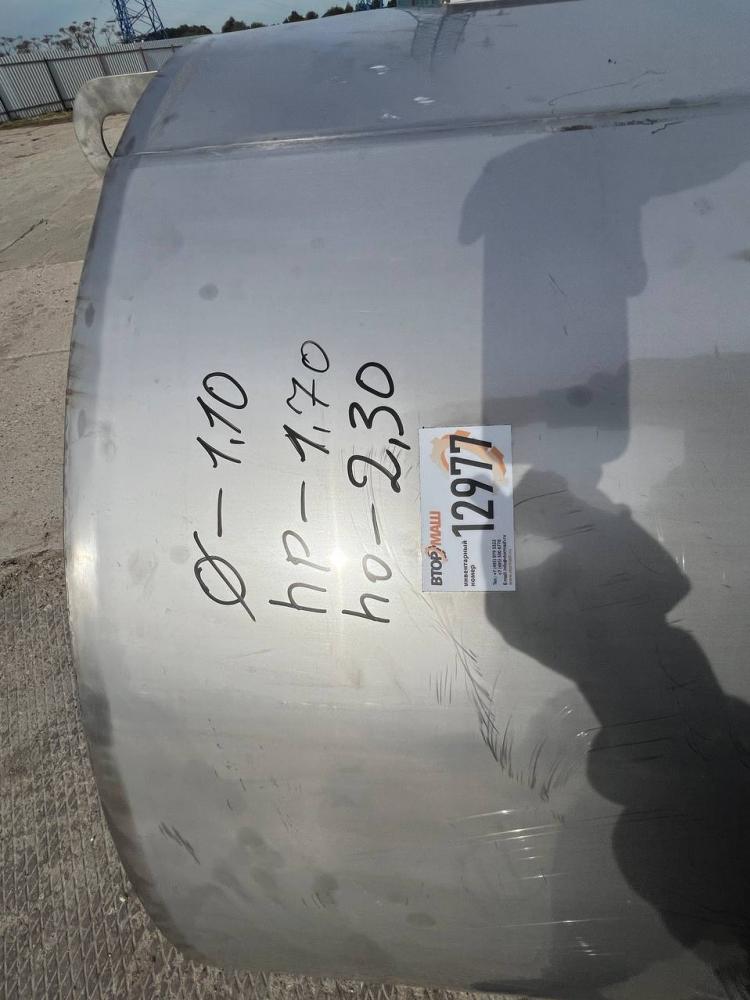 Ø - 1,10
hp - 1,70
ho - 2,30
ВТОРМАШ
инвентарный
номер
12977